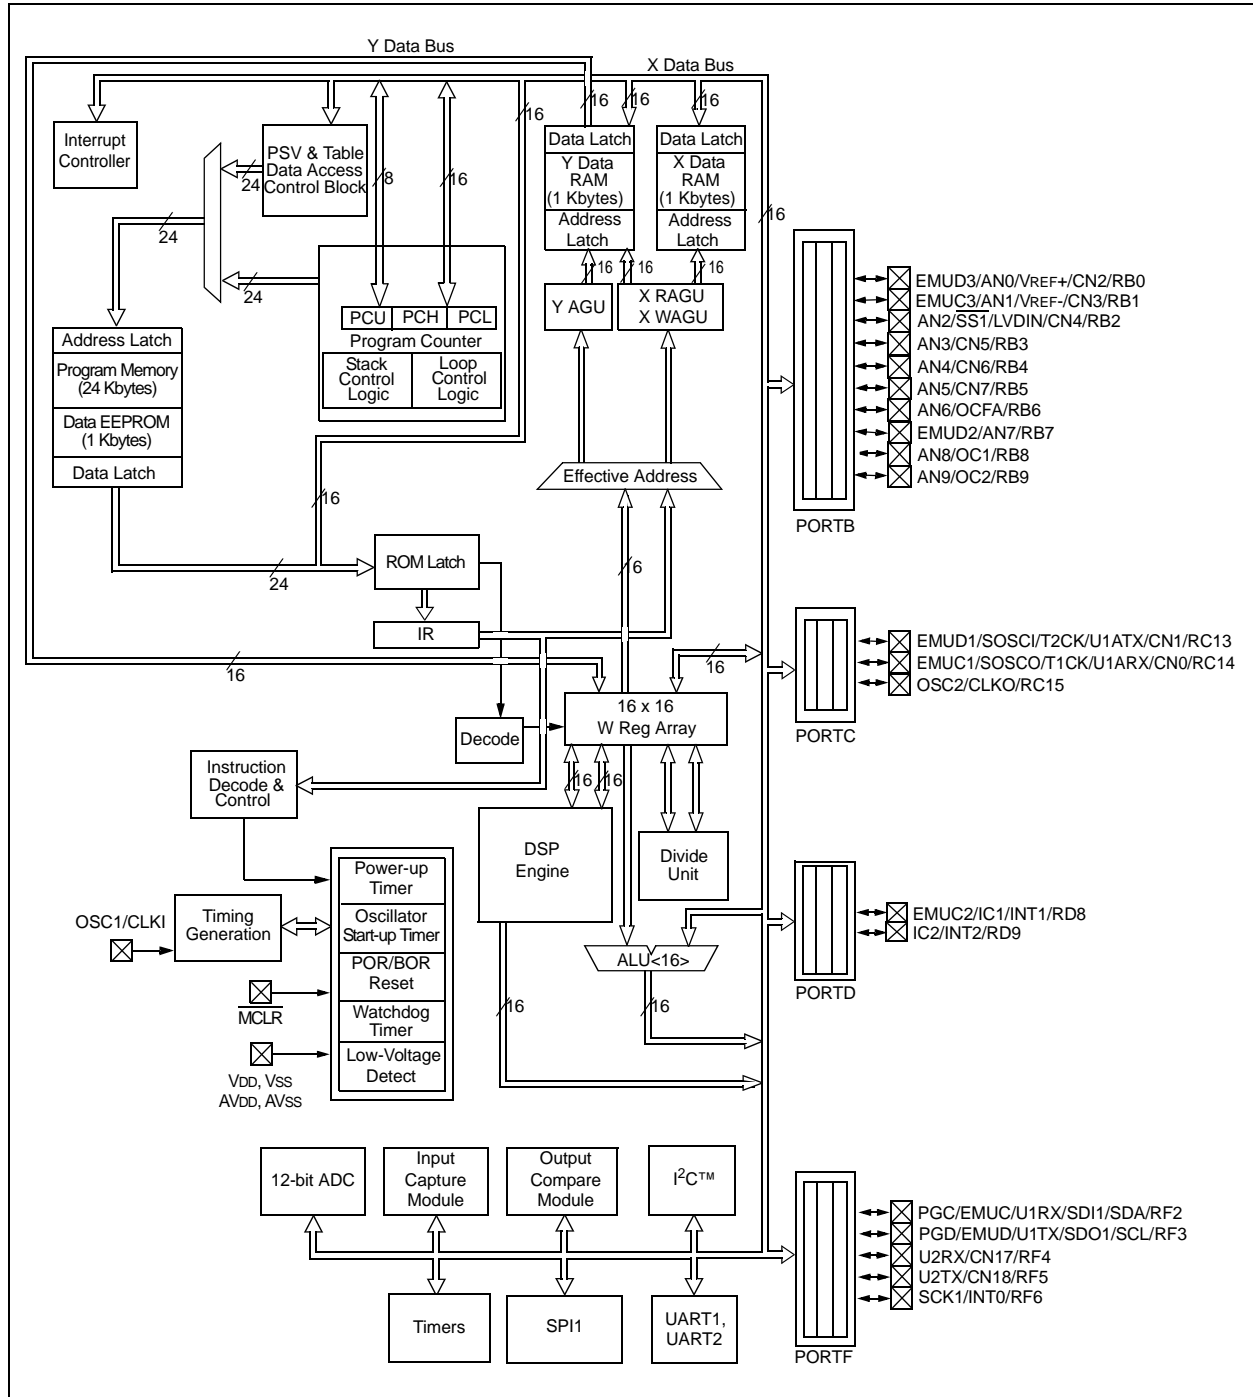 Y Data Bus
X Data Bus
16
16
16
16
Interrupt
Controller
PSV & Table
Data Access
Control Block
24
8
16
24
24
Data Latch
Y Data
RAM
(1 Kbytes)
Address
Latch
Data Latch
X Data
RAM
(1 Kbytes)
Address
Latch
16
16
16
16
Y AGU
X RAGU
X WAGU
PCU
PCH
PCL
Program Counter
Stack
Control
Logic
Loop
Control
Logic
Address Latch
Program Memory
(24 Kbytes)
Data EEPROM
(1 Kbytes)
Data Latch
16
24
Effective Address
ROM Latch
6
IR
16
16
16 x 16
W Reg Array
Decode
Instruction
Decode &
Control
16
16
DSP
Engine
Divide
Unit
Power-up
Timer
Oscillator
Start-up Timer
POR/BOR
Reset
Watchdog
Timer
Low-Voltage
Detect
OSC1/CLKI
Timing
Generation
MCLR
VDD, VSS
AVDD, AVSS
ALU<16>
16
16
12-bit ADC
Input
Capture
Module
Output
Compare
Module
I2C™
Timers
SPI1
UART1,
UART2
EMUD3/AN0/VREF+/CN2/RB0
EMUC3/AN1/VREF-/CN3/RB1
AN2/SS1/LVDIN/CN4/RB2
AN3/CN5/RB3
AN4/CN6/RB4
AN5/CN7/RB5
AN6/OCFA/RB6
EMUD2/AN7/RB7
AN8/OC1/RB8
AN9/OC2/RB9
PORTB
EMUD1/SOSCI/T2CK/U1ATX/CN1/RC13
EMUC1/SOSCO/T1CK/U1ARX/CN0/RC14
OSC2/CLKO/RC15
PORTC
EMUC2/IC1/INT1/RD8
IC2/INT2/RD9
PORTD
PGC/EMUC/U1RX/SDI1/SDA/RF2
PGD/EMUD/U1TX/SDO1/SCL/RF3
U2RX/CN17/RF4
U2TX/CN18/RF5
SCK1/INT0/RF6
PORTF